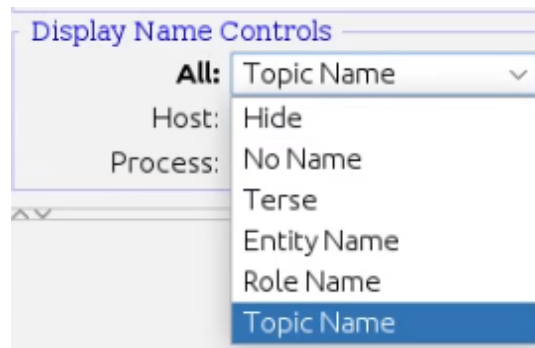 Display Name Controls
All: Topic Name
Host: Hide
Process: No Name
Terse
Entity Name
Role Name
Topic Name